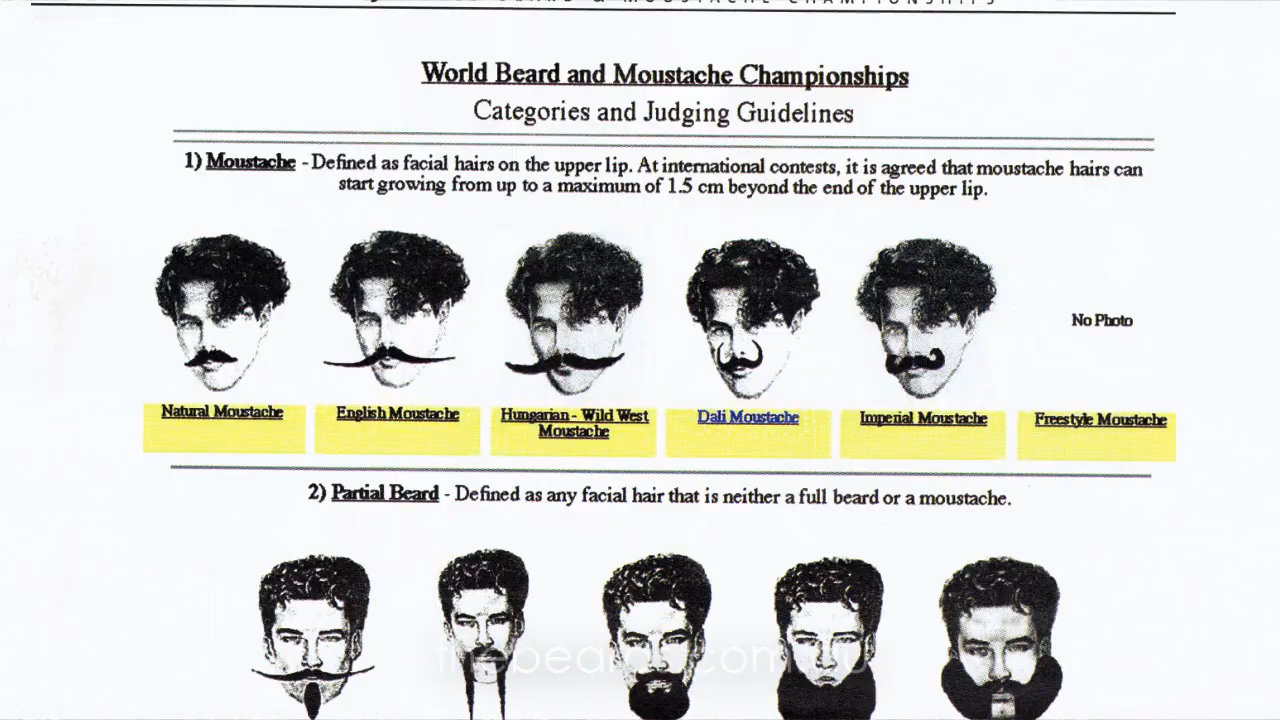 World Beard and Moustache Championships
Categories and Judging Guidelines
1) Moustache - Defined as facial hairs on the upper lip. At international contests, it is agreed that moustache hairs can
start growing from up to a maximum of 1.5 cm beyond the end of the upper lip.
No Photo
Natural Moustache
English Moustache
Hungarian - Wild West
Moustache
Dali Moustache
Imperial Moustache
Freestyle Moustache
2) Partial Beard - Defined as any facial hair that is neither a full beard or a moustache.